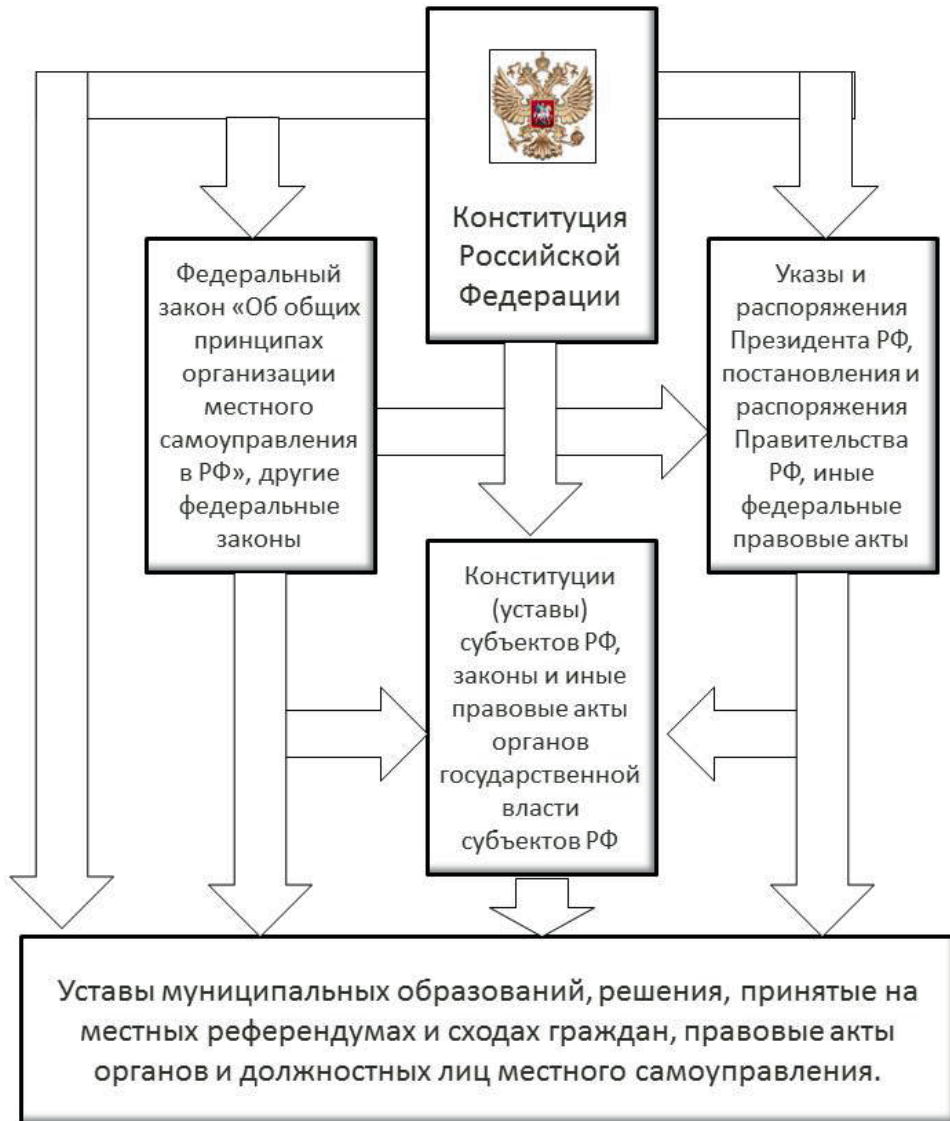 Конституция
Российской
Федерации
Федеральный
закон «Об общих
принципах
организации
местного
самоуправления
в РФ», другие
федеральные
законы
Указы и
распоряжения
Президента РФ,
постановления и
распоряжения
Правительства
РФ, иные
федеральные
правовые акты
Конституции
(уставы)
субъектов РФ,
законы и иные
правовые акты
органов
государственной
власти
субъектов РФ
Уставы муниципальных образований, решения, принятые на
местных референдумах и сходах граждан, правовые акты
органов и должностных лиц местного самоуправления.